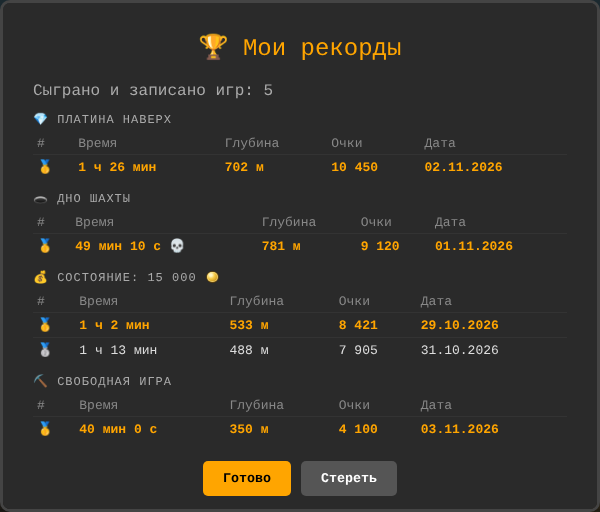 🏆 Мои рекорды
Сыграно и записано игр: 5
💎 ПЛАТИНА НАВЕРХ
# Время Глубина Очки Дата
🥇 1 ч 26 мин 702 м 10 450 02.11.2026
🕳️ ДНО ШАХТЫ
# Время Глубина Очки Дата
🥇 49 мин 10 с 💀 781 м 9 120 01.11.2026
💰 СОСТОЯНИЕ: 15 000 🪙
# Время Глубина Очки Дата
🥇 1 ч 2 мин 533 м 8 421 29.10.2026
🥈 1 ч 13 мин 488 м 7 905 31.10.2026
⛏️ СВОБОДНАЯ ИГРА
# Время Глубина Очки Дата
🥇 40 мин 0 с 350 м 4 100 03.11.2026
Готово Стереть